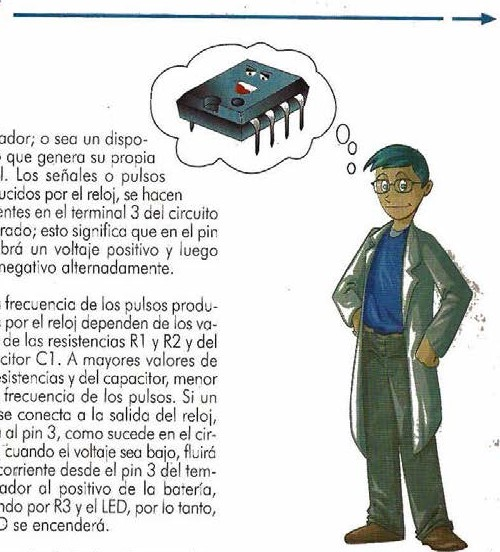 ador; o sea un dispo-
que genera su propia
l. Los señales o pulsos
ucidos por el reloj, se hacen
entes en el terminal 3 del circuito
rado; esto significa que en el pin
brá un voltaje positivo y luego
negativo alternadamente.
frecuencia de los pulsos produ-
por el reloj dependen de los va-
de las resistencias R1 y R2 y del
citor C1. A mayores valores de
sistencias y del capacitor, menor
frecuencia de los pulsos. Si un
se conecta a la salida del reloj,
al pin 3, como sucede en el cir-
cuando el voltaje sea bajo, fluirá
corriente desde el pin 3 del tem-
ador al positivo de la batería,
ndo por R3 y el LED, por lo tanto,
D se encenderá.